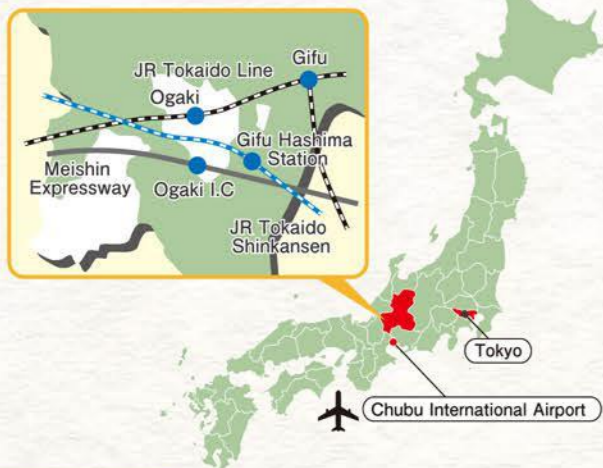 Gifu
JR Tokaido Line
Ogaki
Gifu Hashima
Station
Meishin
Expressway
Ogaki I.C
JR Tokaido
Shinkansen
Tokyo
Chubu International Airport